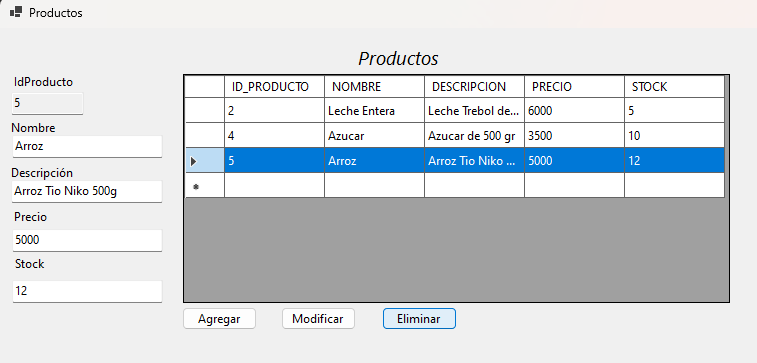 Productos
Productos
IdProducto
5
Nombre
Arroz
Descripción
Arroz Tio Niko 500g
Precio
5000
Stock
12
ID_PRODUCTO NOMBRE DESCRIPCION PRECIO STOCK
2 Leche Entera Leche Trebol de... 6000 5
4 Azucar Azucar de 500 gr 3500 10
5 Arroz Arroz Tio Niko ... 5000 12
Agregar Modificar Eliminar